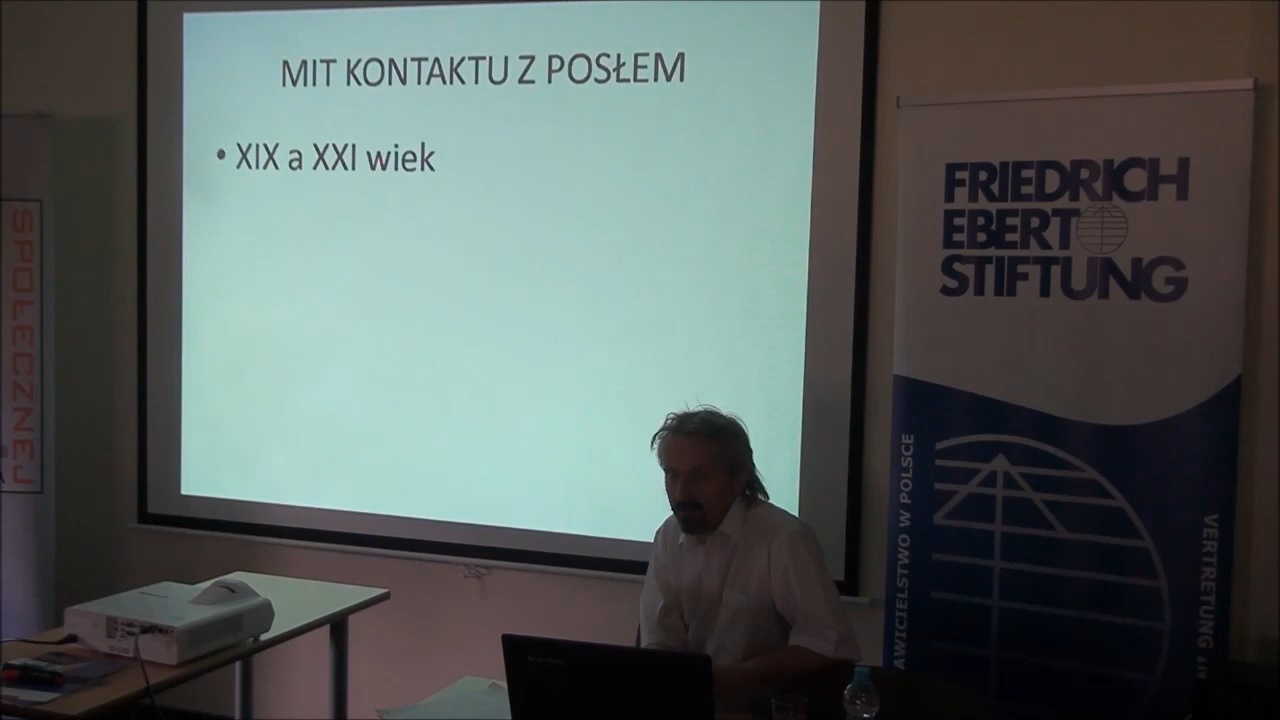 MIT KONTAKTU Z POSŁEM
• XIX a XXI wiek
SPOŁECZNEJ
FRIEDRICH
EBERT
STIFTUNG
AWICIELSTWO W POLSCE
VERTRETUNG